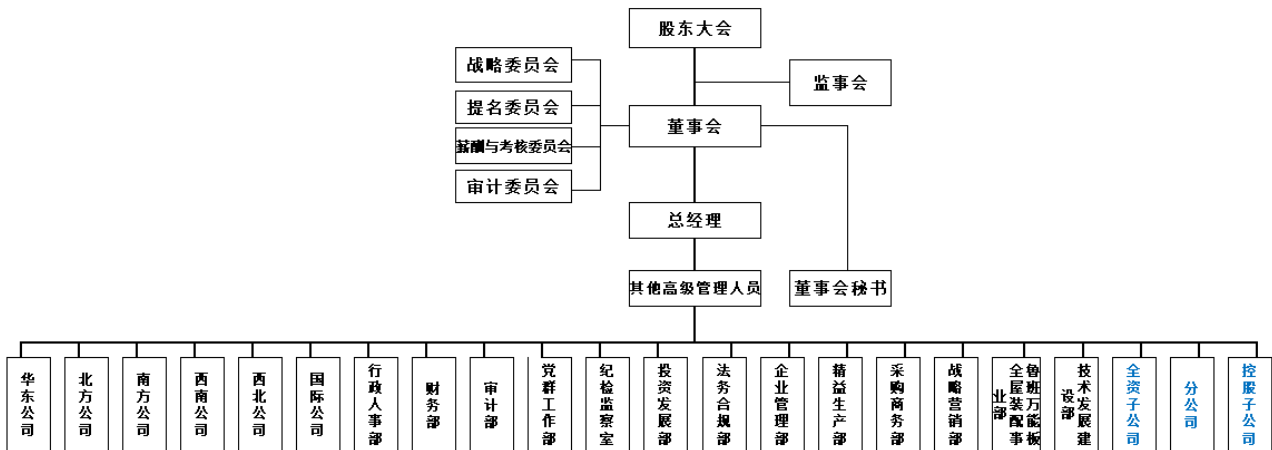 股东大会
战略委员会
监事会
提名委员会
董事会
薪酬与考核委员会
审计委员会
总经理
其他高级管理人员
董事会秘书
华东公司
北方公司
南方公司
西南公司
西北公司
国际公司
行政人事部
财务部
审计部
党群工作部
纪检监察室
投资发展部
法务合规部
企业管理部
精益生产部
采购商务部
战略营销部
鲁班万能板
全屋装配事
业部
技术发展建
设部
全资子公司
分公司
控股子公司